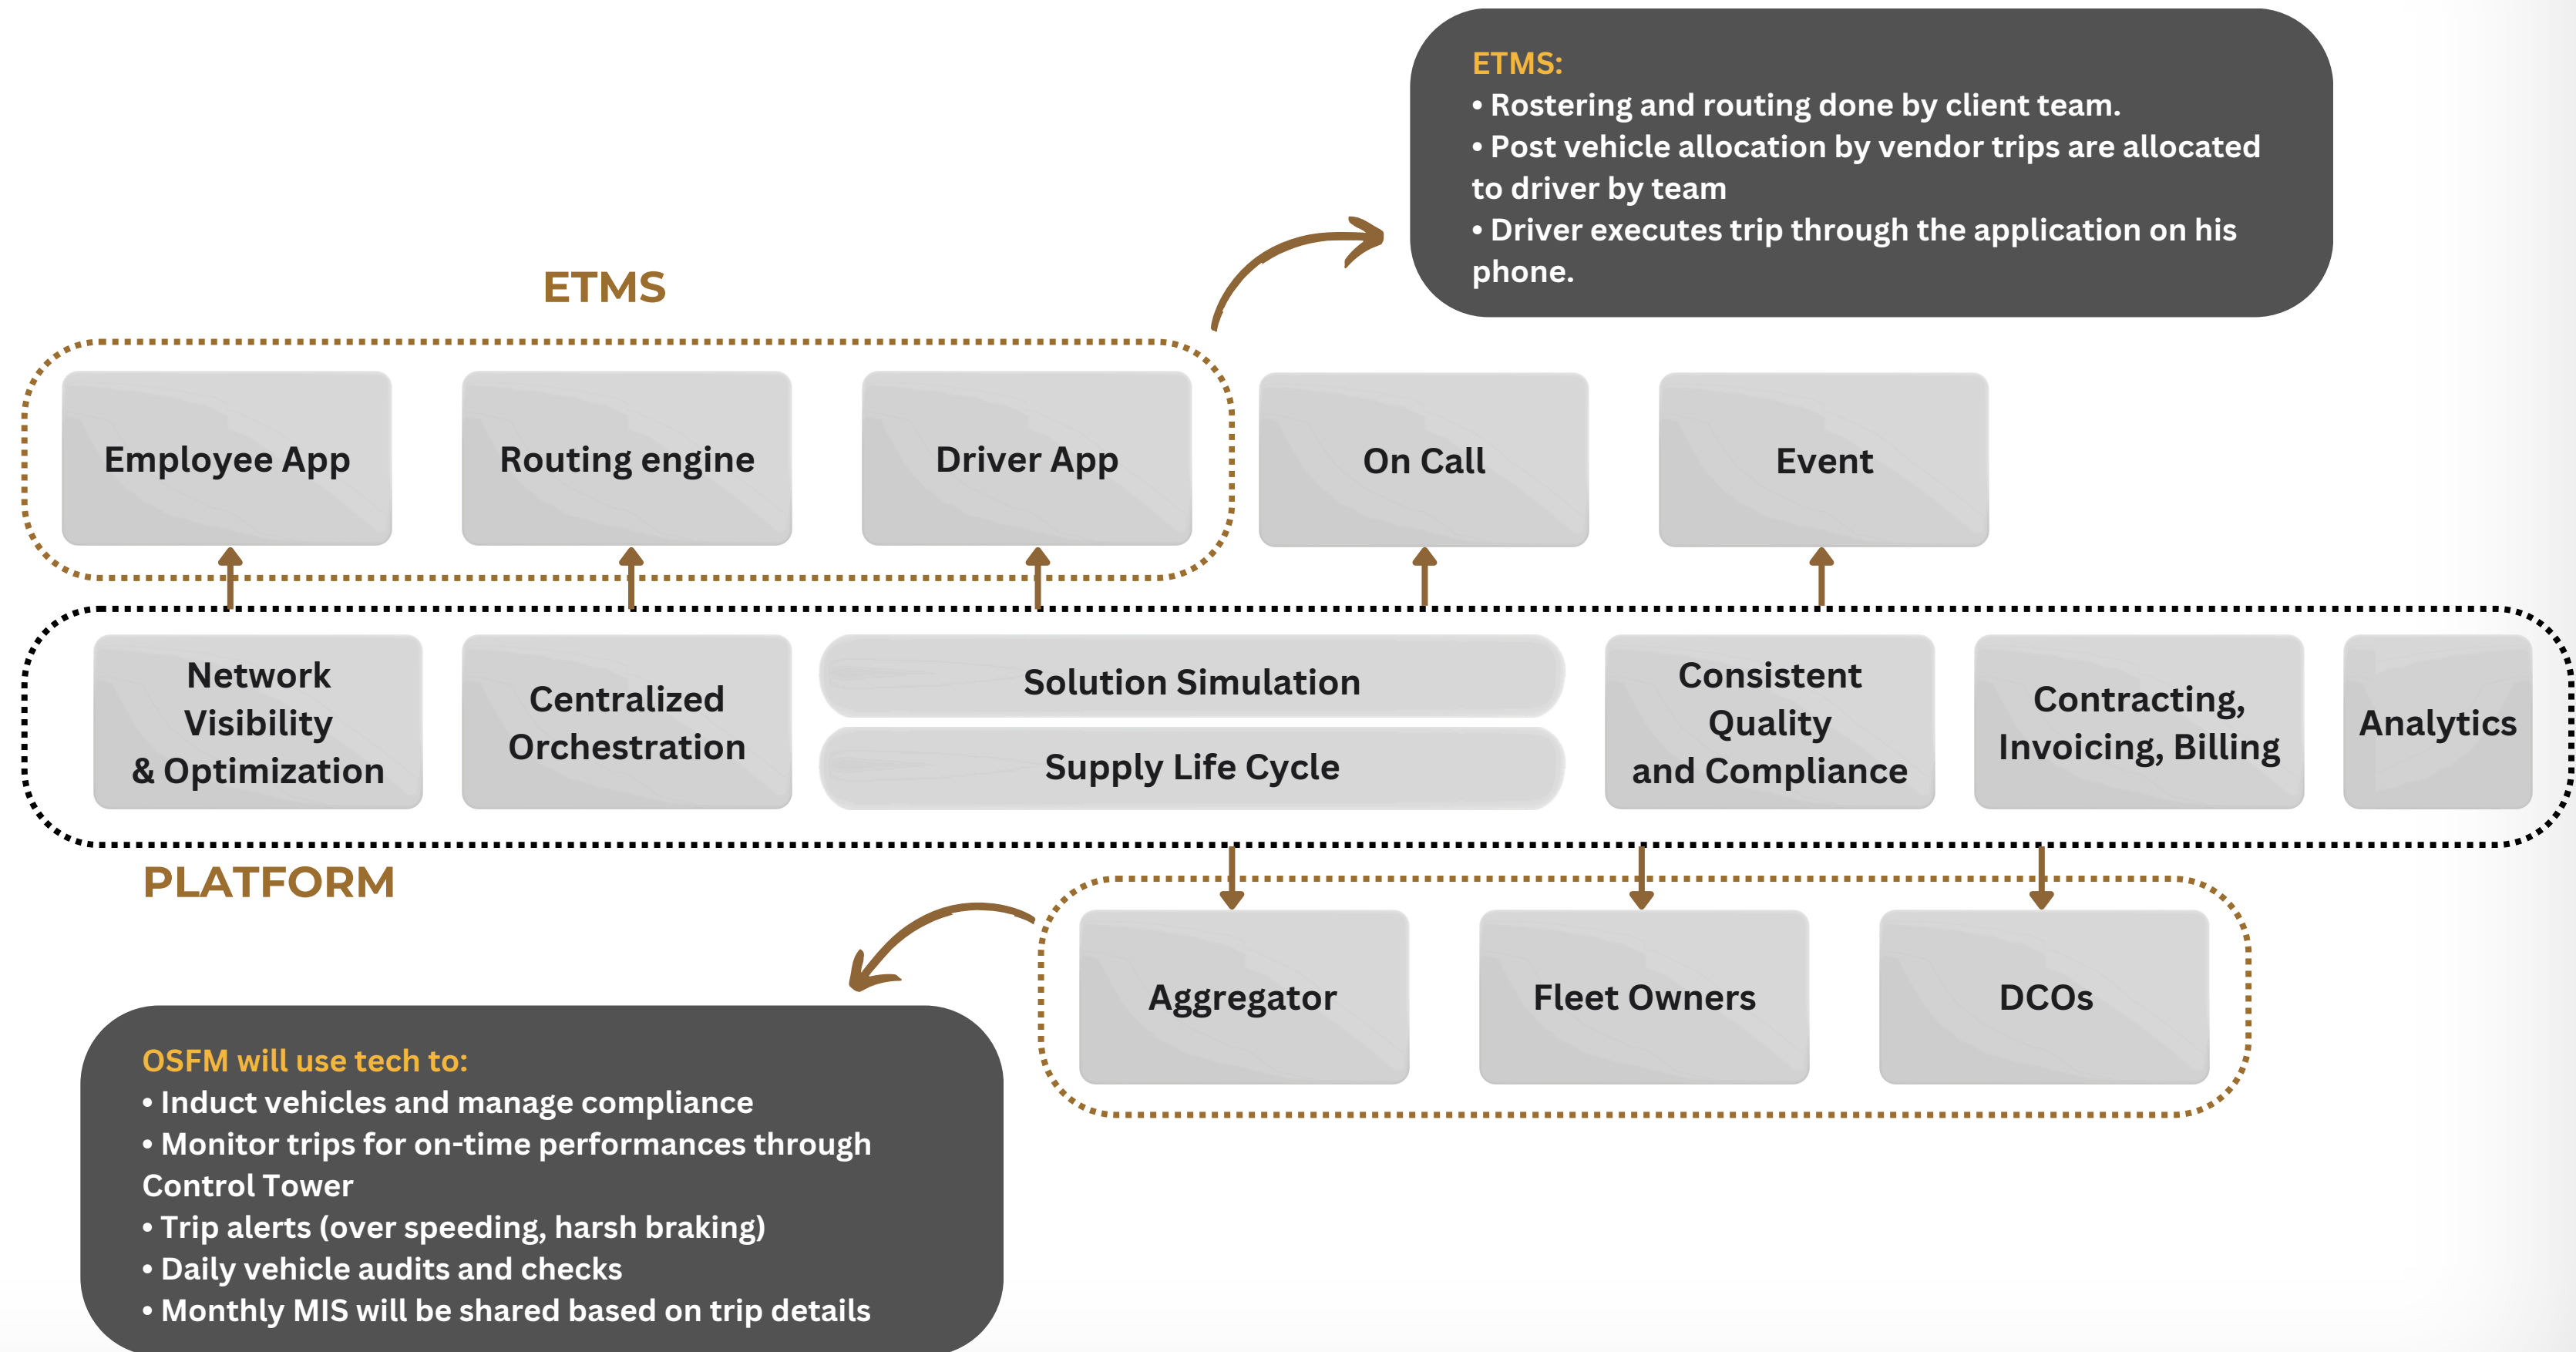 ETMS:
• Rostering and routing done by client team.
• Post vehicle allocation by vendor trips are allocated
to driver by team
• Driver executes trip through the application on his
phone.
ETMS
Employee App
Routing engine
Driver App
On Call
Event
Network
Visibility
& Optimization
Centralized
Orchestration
Solution Simulation
Supply Life Cycle
Consistent
Quality
and Compliance
Contracting,
Invoicing, Billing
Analytics
PLATFORM
Aggregator
Fleet Owners
DCOs
OSFM will use tech to:
• Induct vehicles and manage compliance
• Monitor trips for on-time performances through
Control Tower
• Trip alerts (over speeding, harsh braking)
• Daily vehicle audits and checks
• Monthly MIS will be shared based on trip details